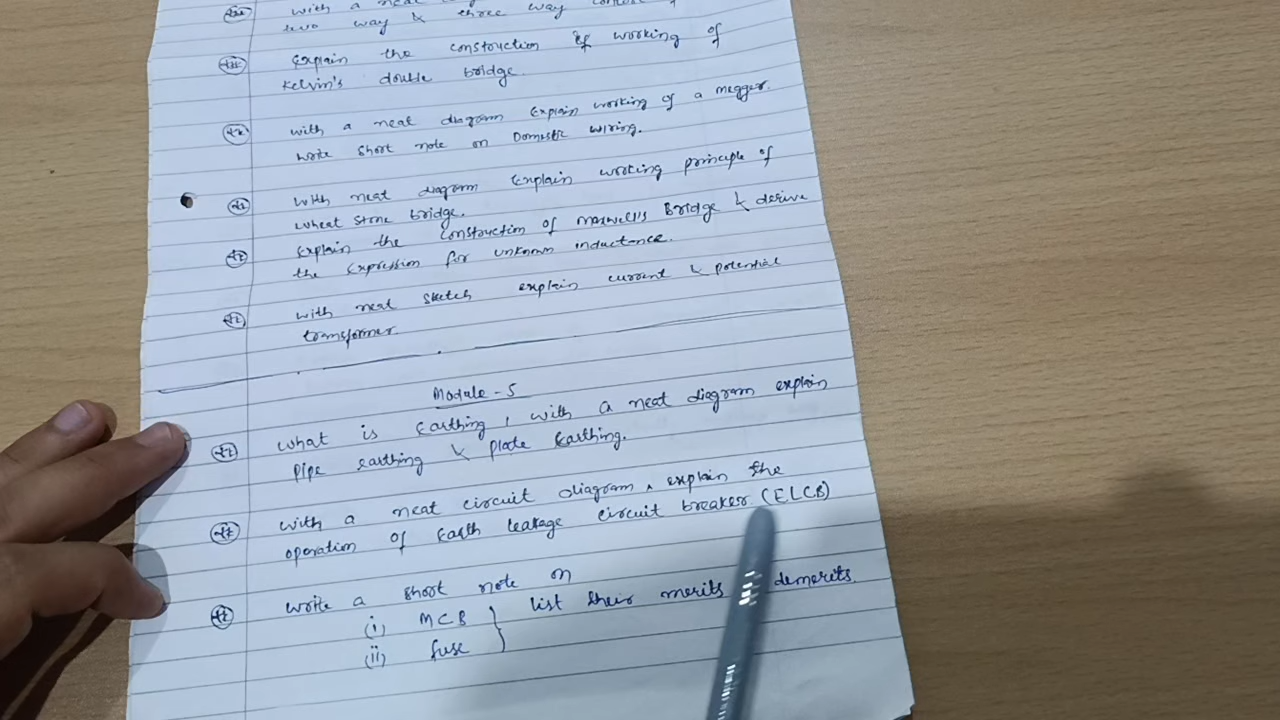 with a neat
two way & three way
Explain the construction & working of
Kelvin's double bridge.
with a neat diagram Explain working of a megger.
write short note on Domestic wiring.
with neat diagram Explain working principle of
wheat stone bridge.
Explain the construction of maxwell's Bridge & derive
the Expression for unknown inductance.
with neat sketch explain current & potential
transformer
Module - 5
what is Earthing, with a neat diagram explain
pipe earthing & plate Earthing.
with a neat circuit diagram, explain the
operation of Earth leakage circuit breaker (ELCB)
write a short note on
(i) MCB } list their merits demerits.
(ii) fuse